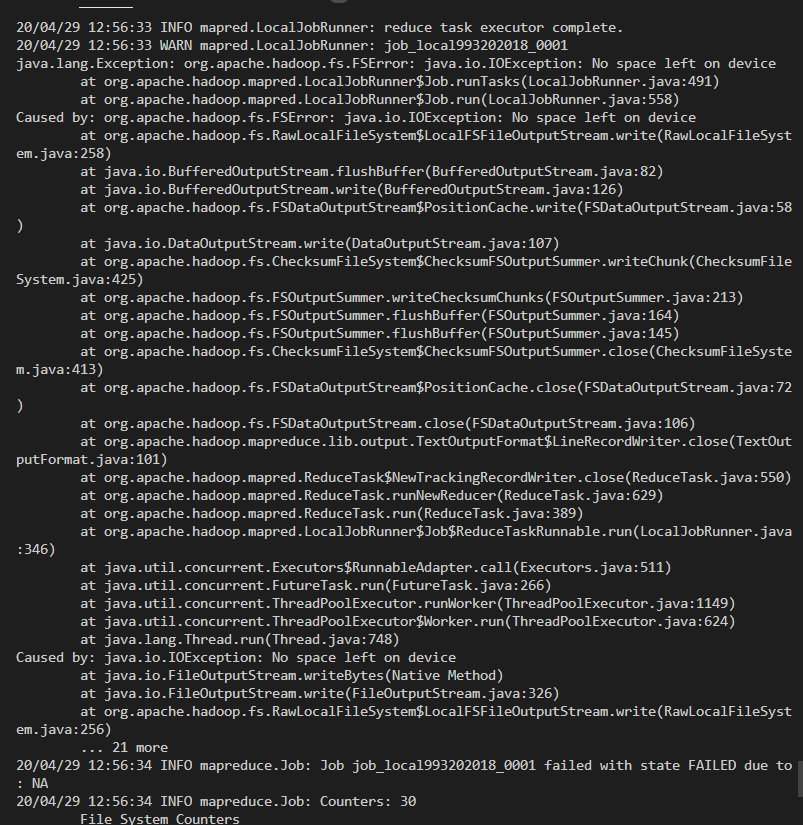 20/04/29 12:56:33 INFO mapred.LocalJobRunner: reduce task executor complete.
20/04/29 12:56:33 WARN mapred.LocalJobRunner: job_local993202018_0001
java.lang.Exception: org.apache.hadoop.fs.FSError: java.io.IOException: No space left on device
        at org.apache.hadoop.mapred.LocalJobRunner$Job.runTasks(LocalJobRunner.java:491)
        at org.apache.hadoop.mapred.LocalJobRunner$Job.run(LocalJobRunner.java:558)
Caused by: org.apache.hadoop.fs.FSError: java.io.IOException: No space left on device
        at org.apache.hadoop.fs.RawLocalFileSystem$LocalFSFileOutputStream.write(RawLocalFileSyst
em.java:258)
        at java.io.BufferedOutputStream.flushBuffer(BufferedOutputStream.java:82)
        at java.io.BufferedOutputStream.write(BufferedOutputStream.java:126)
        at org.apache.hadoop.fs.FSDataOutputStream$PositionCache.write(FSDataOutputStream.java:58
)
        at java.io.DataOutputStream.write(DataOutputStream.java:107)
        at org.apache.hadoop.fs.ChecksumFileSystem$ChecksumFSOutputSummer.writeChunk(ChecksumFile
System.java:425)
        at org.apache.hadoop.fs.FSOutputSummer.writeChecksumChunks(FSOutputSummer.java:213)
        at org.apache.hadoop.fs.FSOutputSummer.flushBuffer(FSOutputSummer.java:164)
        at org.apache.hadoop.fs.FSOutputSummer.flushBuffer(FSOutputSummer.java:145)
        at org.apache.hadoop.fs.ChecksumFileSystem$ChecksumFSOutputSummer.close(ChecksumFileSyste
m.java:413)
        at org.apache.hadoop.fs.FSDataOutputStream$PositionCache.close(FSDataOutputStream.java:72
)
        at org.apache.hadoop.fs.FSDataOutputStream.close(FSDataOutputStream.java:106)
        at org.apache.hadoop.mapreduce.lib.output.TextOutputFormat$LineRecordWriter.close(TextOut
putFormat.java:101)
        at org.apache.hadoop.mapred.ReduceTask$NewTrackingRecordWriter.close(ReduceTask.java:550)
        at org.apache.hadoop.mapred.ReduceTask.runNewReducer(ReduceTask.java:629)
        at org.apache.hadoop.mapred.ReduceTask.run(ReduceTask.java:389)
        at org.apache.hadoop.mapred.LocalJobRunner$Job$ReduceTaskRunnable.run(LocalJobRunner.java
:346)
        at java.util.concurrent.Executors$RunnableAdapter.call(Executors.java:511)
        at java.util.concurrent.FutureTask.run(FutureTask.java:266)
        at java.util.concurrent.ThreadPoolExecutor.runWorker(ThreadPoolExecutor.java:1149)
        at java.util.concurrent.ThreadPoolExecutor$Worker.run(ThreadPoolExecutor.java:624)
        at java.lang.Thread.run(Thread.java:748)
Caused by: java.io.IOException: No space left on device
        at java.io.FileOutputStream.writeBytes(Native Method)
        at java.io.FileOutputStream.write(FileOutputStream.java:326)
        at org.apache.hadoop.fs.RawLocalFileSystem$LocalFSFileOutputStream.write(RawLocalFileSyst
em.java:256)
        ... 21 more
20/04/29 12:56:34 INFO mapreduce.Job: Job job_local993202018_0001 failed with state FAILED due to
: NA
20/04/29 12:56:34 INFO mapreduce.Job: Counters: 30
        File System Counters